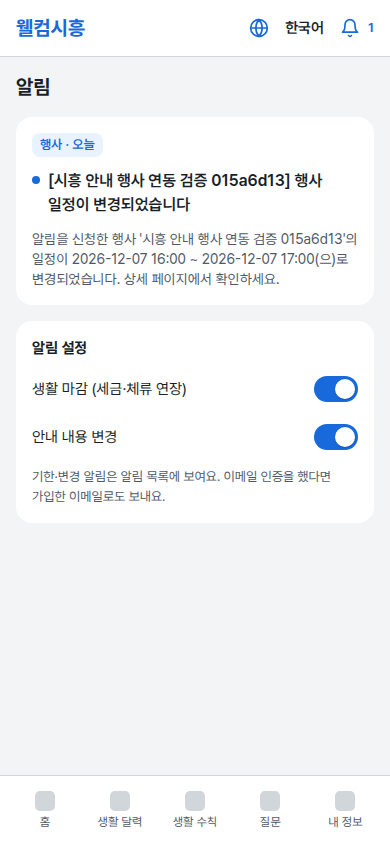 웰컴시흥
한국어
1
알림
행사 · 오늘
[시흥 안내 행사 연동 검증 015a6d13] 행사
일정이 변경되었습니다
알림을 신청한 행사 '시흥 안내 행사 연동 검증 015a6d13'의
일정이 2026-12-07 16:00 ~ 2026-12-07 17:00(으)로
변경되었습니다. 상세 페이지에서 확인하세요.
알림 설정
생활 마감 (세금·체류 연장)
안내 내용 변경
기한·변경 알림은 알림 목록에 보여요. 이메일 인증을 했다면
가입한 이메일로도 보내요.
홈
생활 달력
생활 수칙
질문
내 정보